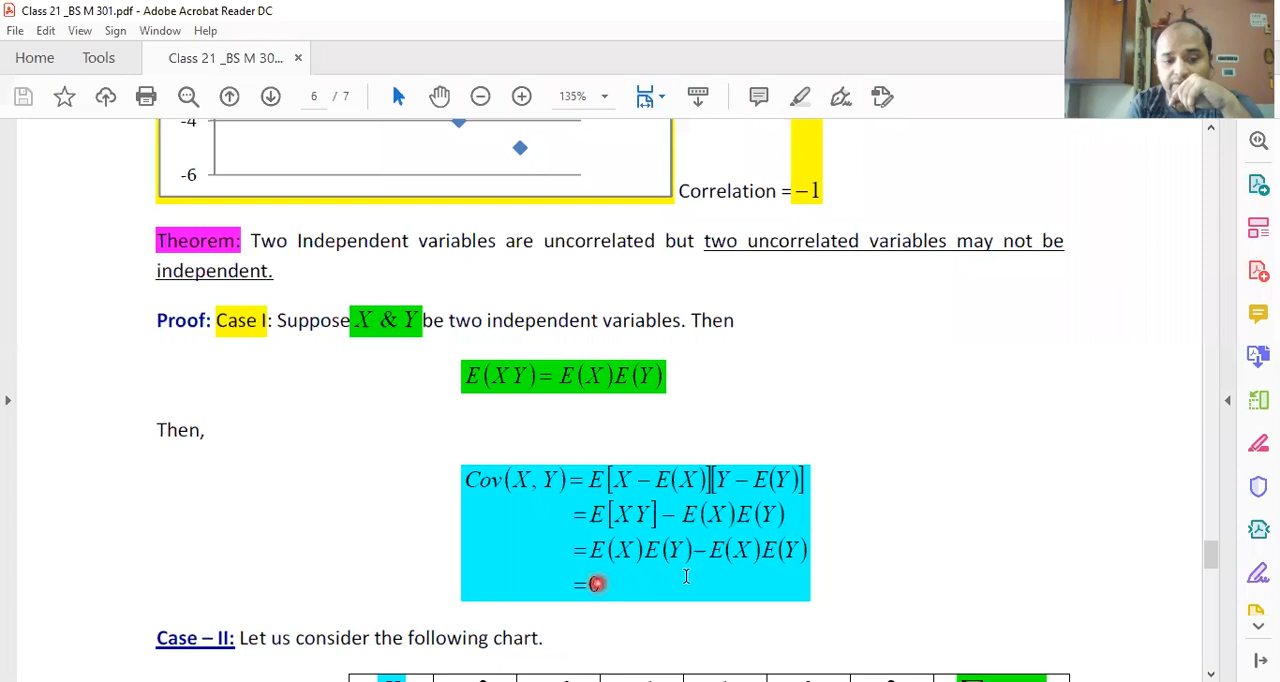 Class 21 _BS M 301.pdf - Adobe Acrobat Reader DC
File Edit View Sign Window Help
Home Tools Class 21 _BS M 30... ×
6 / 7 135%
-4
-6
Correlation = −1
Theorem: Two Independent variables are uncorrelated but two uncorrelated variables may not be
independent.
Proof: Case I: Suppose X & Y be two independent variables. Then
E(XY)= E(X)E(Y)
Then,
Cov(X, Y)= E[X − E(X)][Y − E(Y)]
= E[XY] − E(X)E(Y)
= E(X)E(Y)− E(X)E(Y)
=
Case – II: Let us consider the following chart.